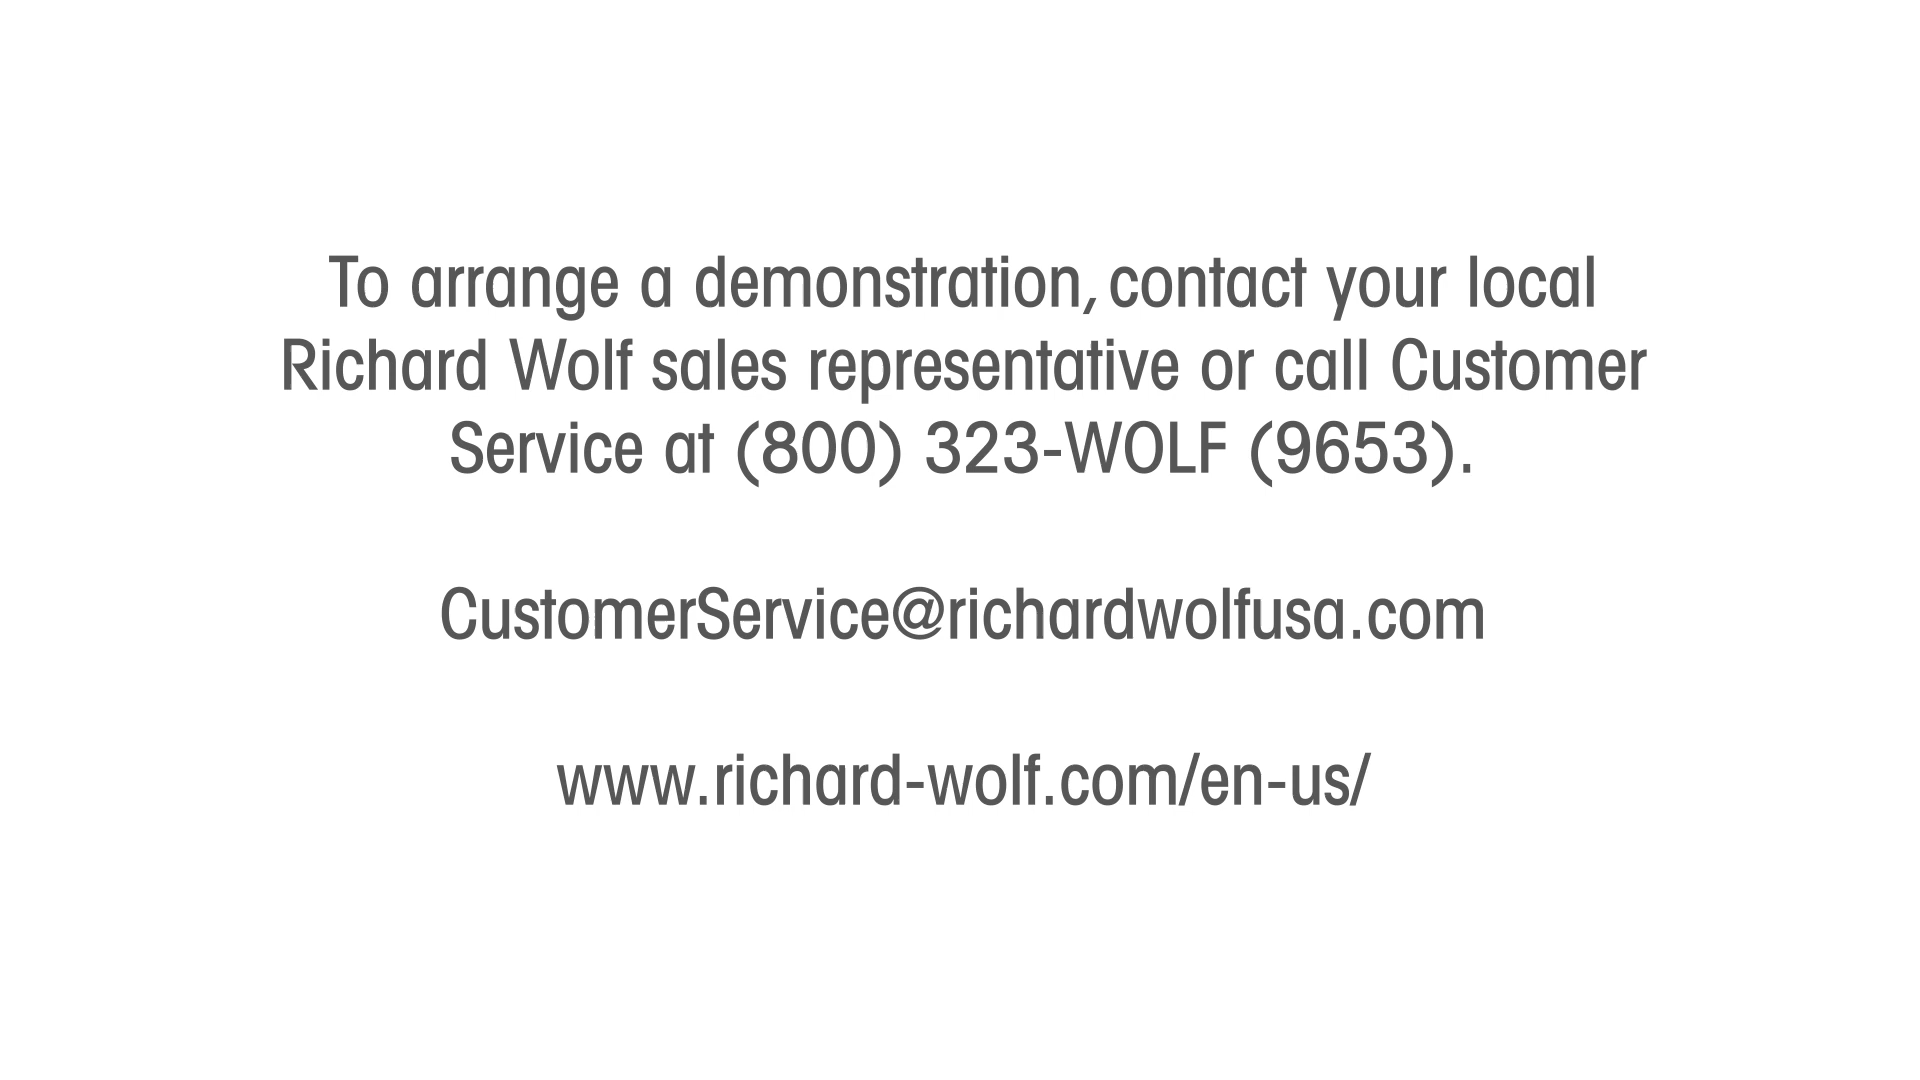 To arrange a demonstration, contact your local
Richard Wolf sales representative or call Customer
Service at (800) 323-WOLF (9653).
CustomerService@richardwolfusa.com
www.richard-wolf.com/en-us/